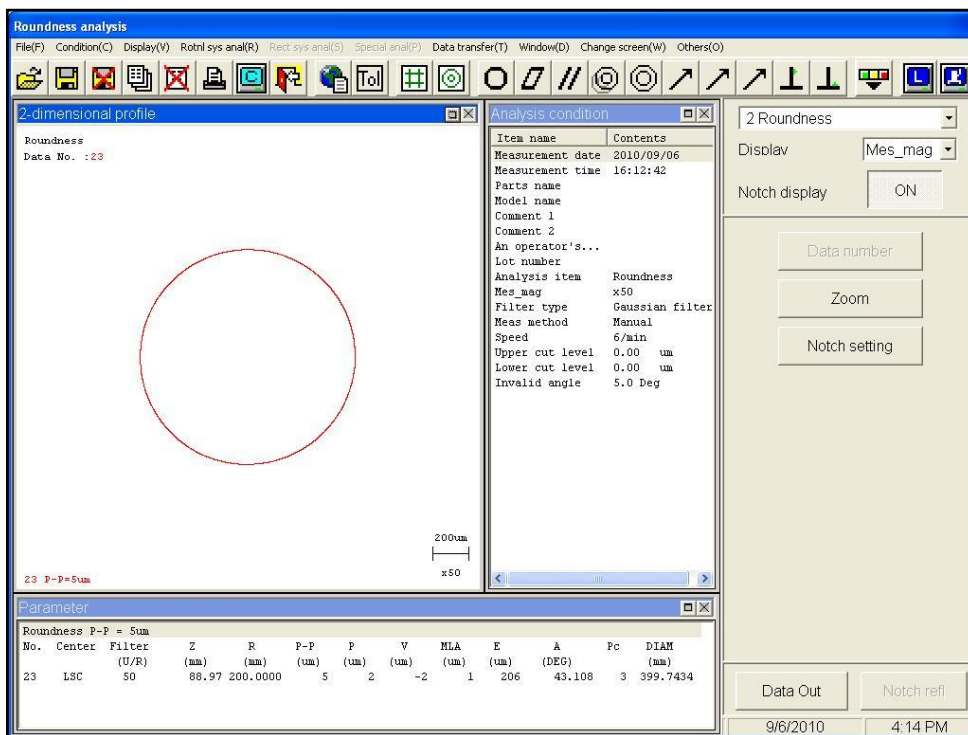 Roundness analysis
File(F) Condition(C) Display(V) Rotnl sys anal(R) Rect sys anal(S) Special anal(P) Data transfer(T) Window(D) Change screen(W) Others(O)
C Tol L
2-dimensional profile
Roundness
Data No. :23
200um
x50
23 P-P=5um
Analysis condition
Item name Contents
Measurement date 2010/09/06
Measurement time 16:12:42
Parts name
Model name
Comment 1
Comment 2
An operator's...
Lot number
Analysis item Roundness
Mes_mag x50
Filter type Gaussian filter
Meas method Manual
Speed 6/min
Upper cut level 0.00 um
Lower cut level 0.00 um
Invalid angle 5.0 Deg
2 Roundness
Display Mes_mag
Notch display ON
Data number
Zoom
Notch setting
Parameter
Roundness P-P = 5um
No. Center Filter Z R P-P P V MLA E A Pc DIAM
(U/R) (mm) (mm) (um) (um) (um) (um) (um) (DEG) (mm)
23 LSC 50 88.97 200.0000 5 2 -2 1 206 43.108 3 399.7434
Data Out Notch refl
9/6/2010 4:14 PM